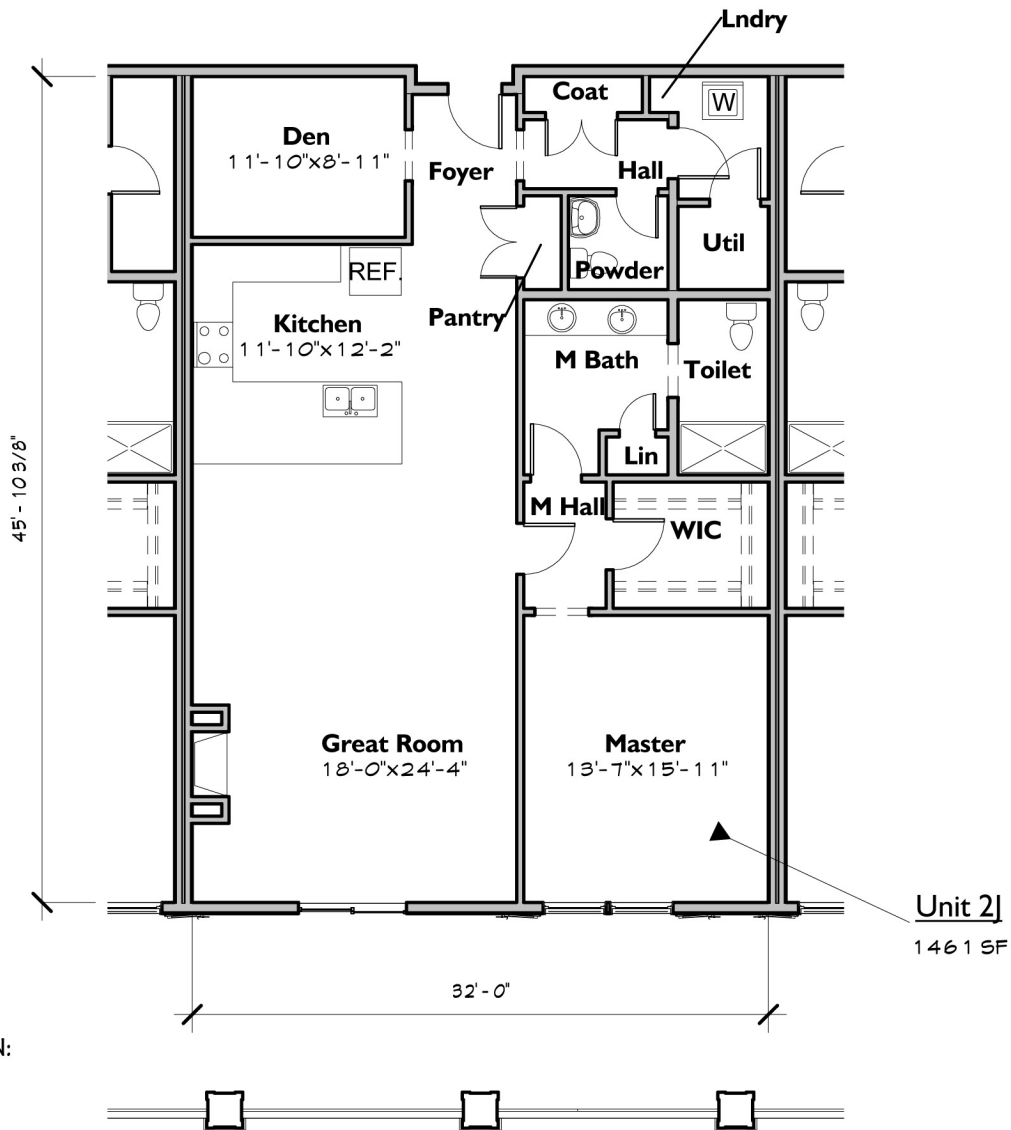 Lndry
Coat
W
Den
11'-10"x8'-11"
Foyer
Hall
Util
REF.
Powder
Kitchen
11'-10"x12'-2"
Pantry
M Bath
Toilet
Lin
45'-10 3/8"
M Hall
WIC
Great Room
18'-0"x24'-4"
Master
13'-7"x15'-11"
Unit 2J
1461 SF
32'-0"
N: